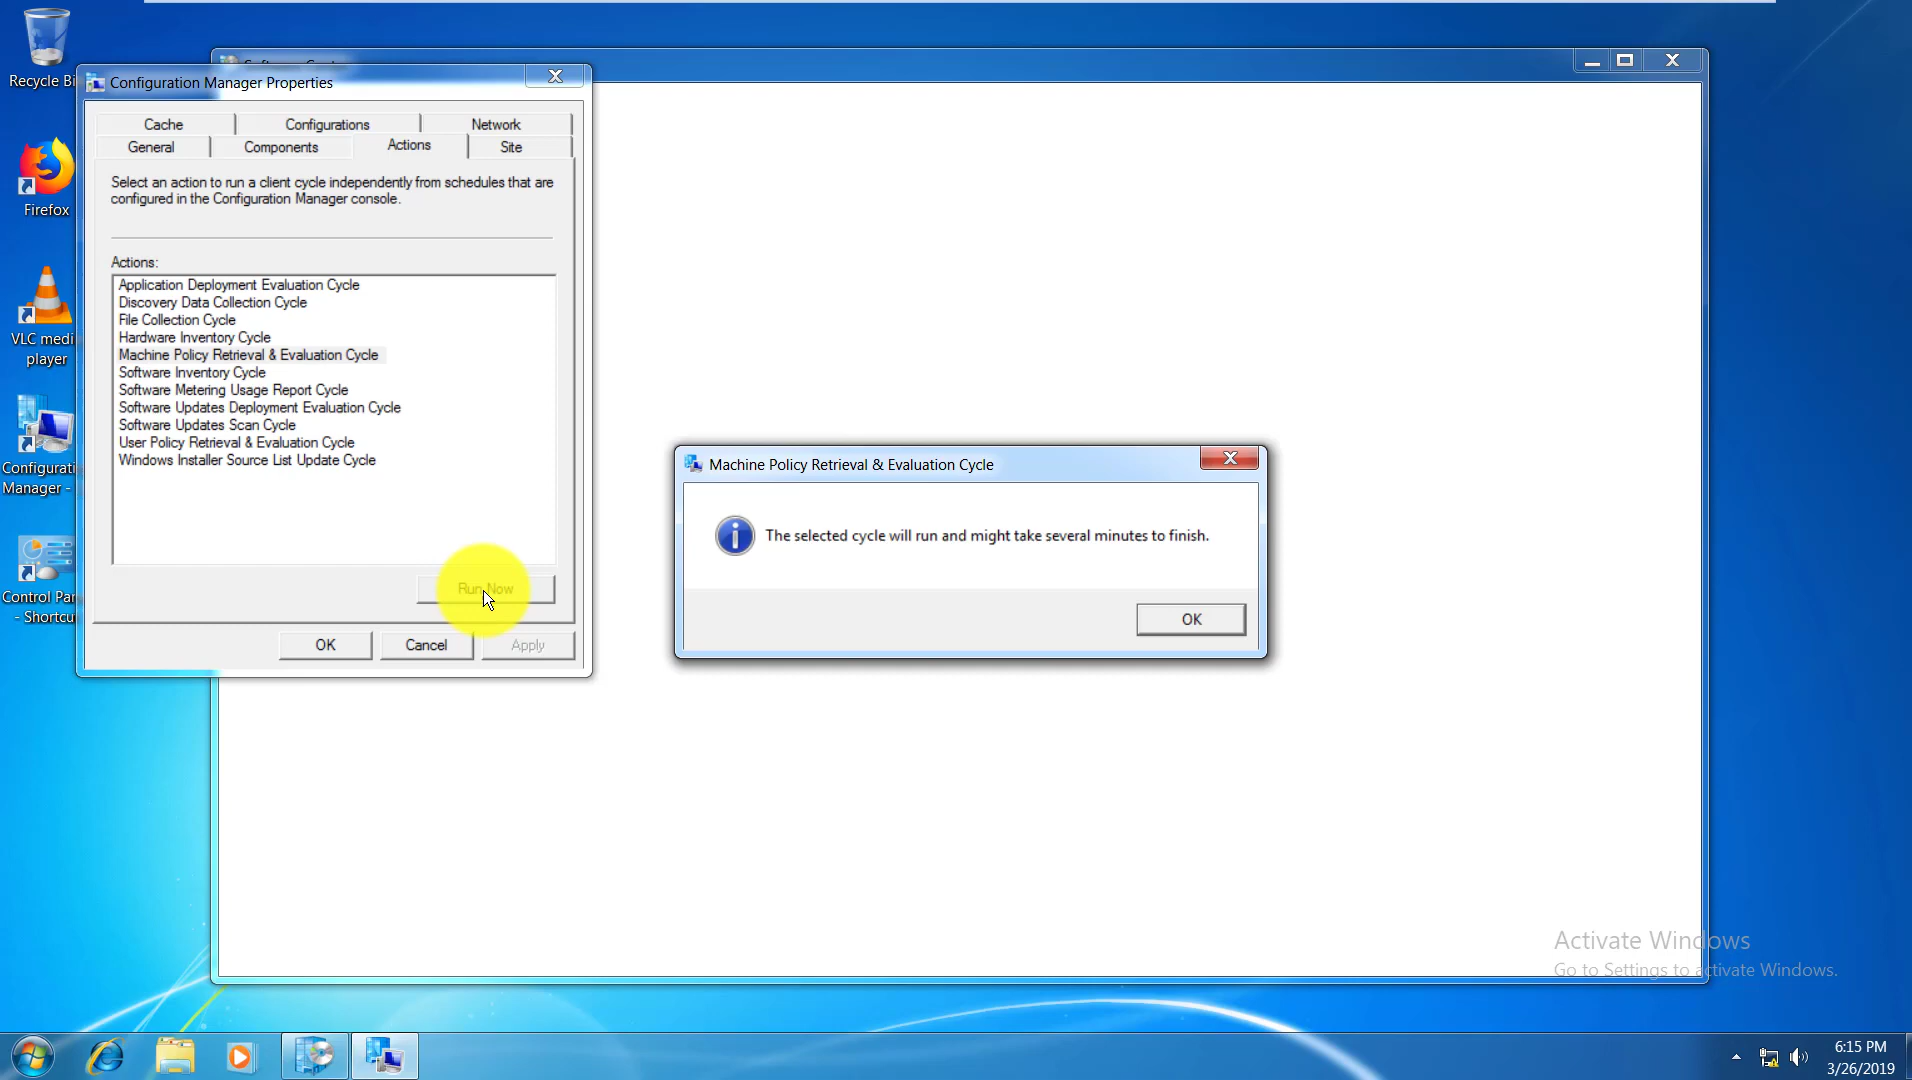 Recycle Bi
Firefox
VLC medi
player
Configurati
Manager -
Control Pa
- Shortcu
Configuration Manager Properties
Cache
Configurations
Network
General
Components
Actions
Site
Select an action to run a client cycle independently from schedules that are
configured in the Configuration Manager console.
Actions:
Application Deployment Evaluation Cycle
Discovery Data Collection Cycle
File Collection Cycle
Hardware Inventory Cycle
Machine Policy Retrieval & Evaluation Cycle
Software Inventory Cycle
Software Metering Usage Report Cycle
Software Updates Deployment Evaluation Cycle
Software Updates Scan Cycle
User Policy Retrieval & Evaluation Cycle
Windows Installer Source List Update Cycle
Run Now
OK
Cancel
Apply
Machine Policy Retrieval & Evaluation Cycle
The selected cycle will run and might take several minutes to finish.
OK
Activate Windows
Go to Settings to activate Windows.
6:15 PM
3/26/2019